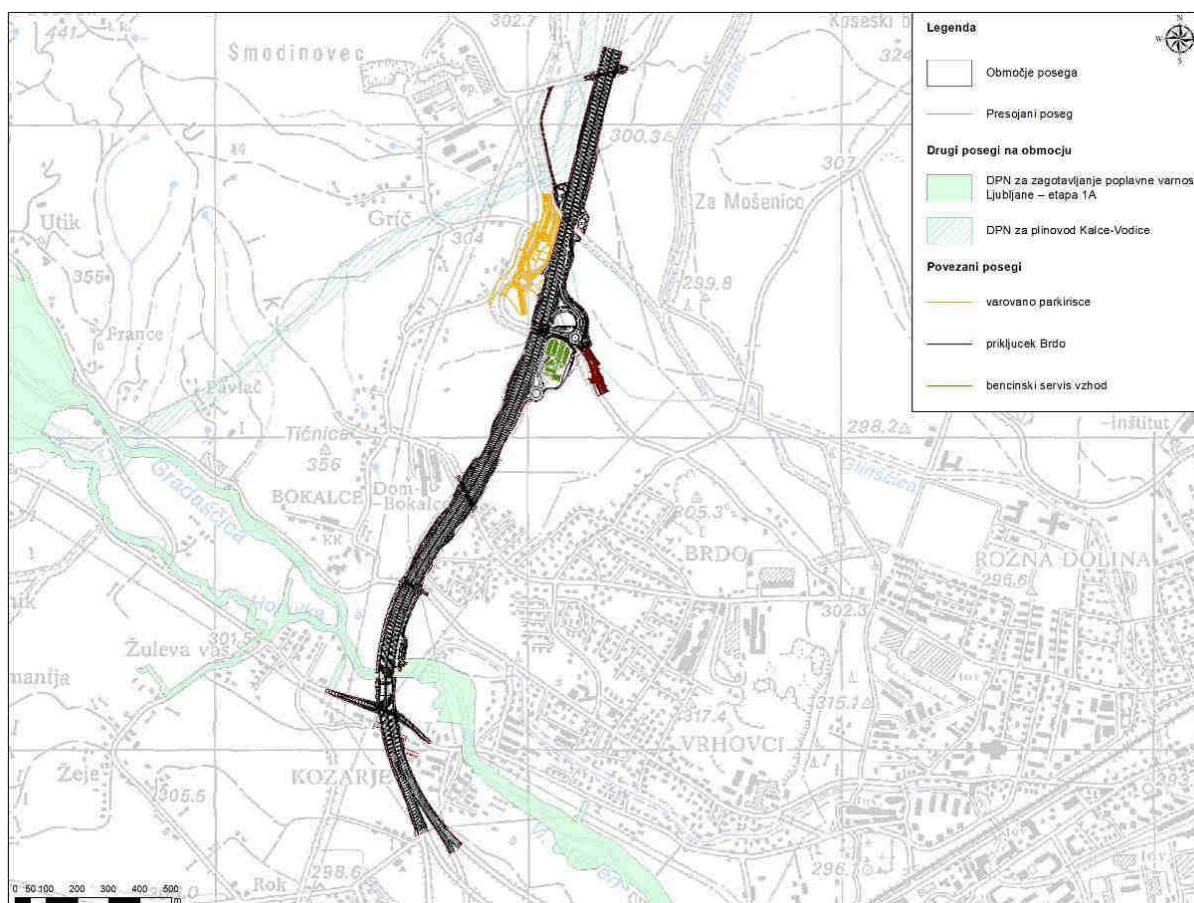 302.7
441
Smodinovec
op.
300.3
307
Za Mošenico
Utik
Grič
304
299.8
355
France
Pavlač
Tičnica
356
298.2
-inštitut
Gradaščica
BOKALCE
Dom
-Bokalce
Glinščica
305.3
BRDO
ROŽNA DOLINA
296.6
302.3
301.5
Žuleva vas
317.4
315.1
VRHOVCI
Žeje
305.5
KOZARJE
298.6
Rok
296.
0 50 100 200 300 400 500
m
Legenda
N
W
S
Območje posega
Presojani poseg
Drugi posegi na obmocju
DPN za zagotavljanje poplavne varnos
Ljubljane – etapa 1A
DPN za plinovod Kalce-Vodice
Povezani posegi
varovano parkirisce
prikljucek Brdo
bencinski servis vzhod